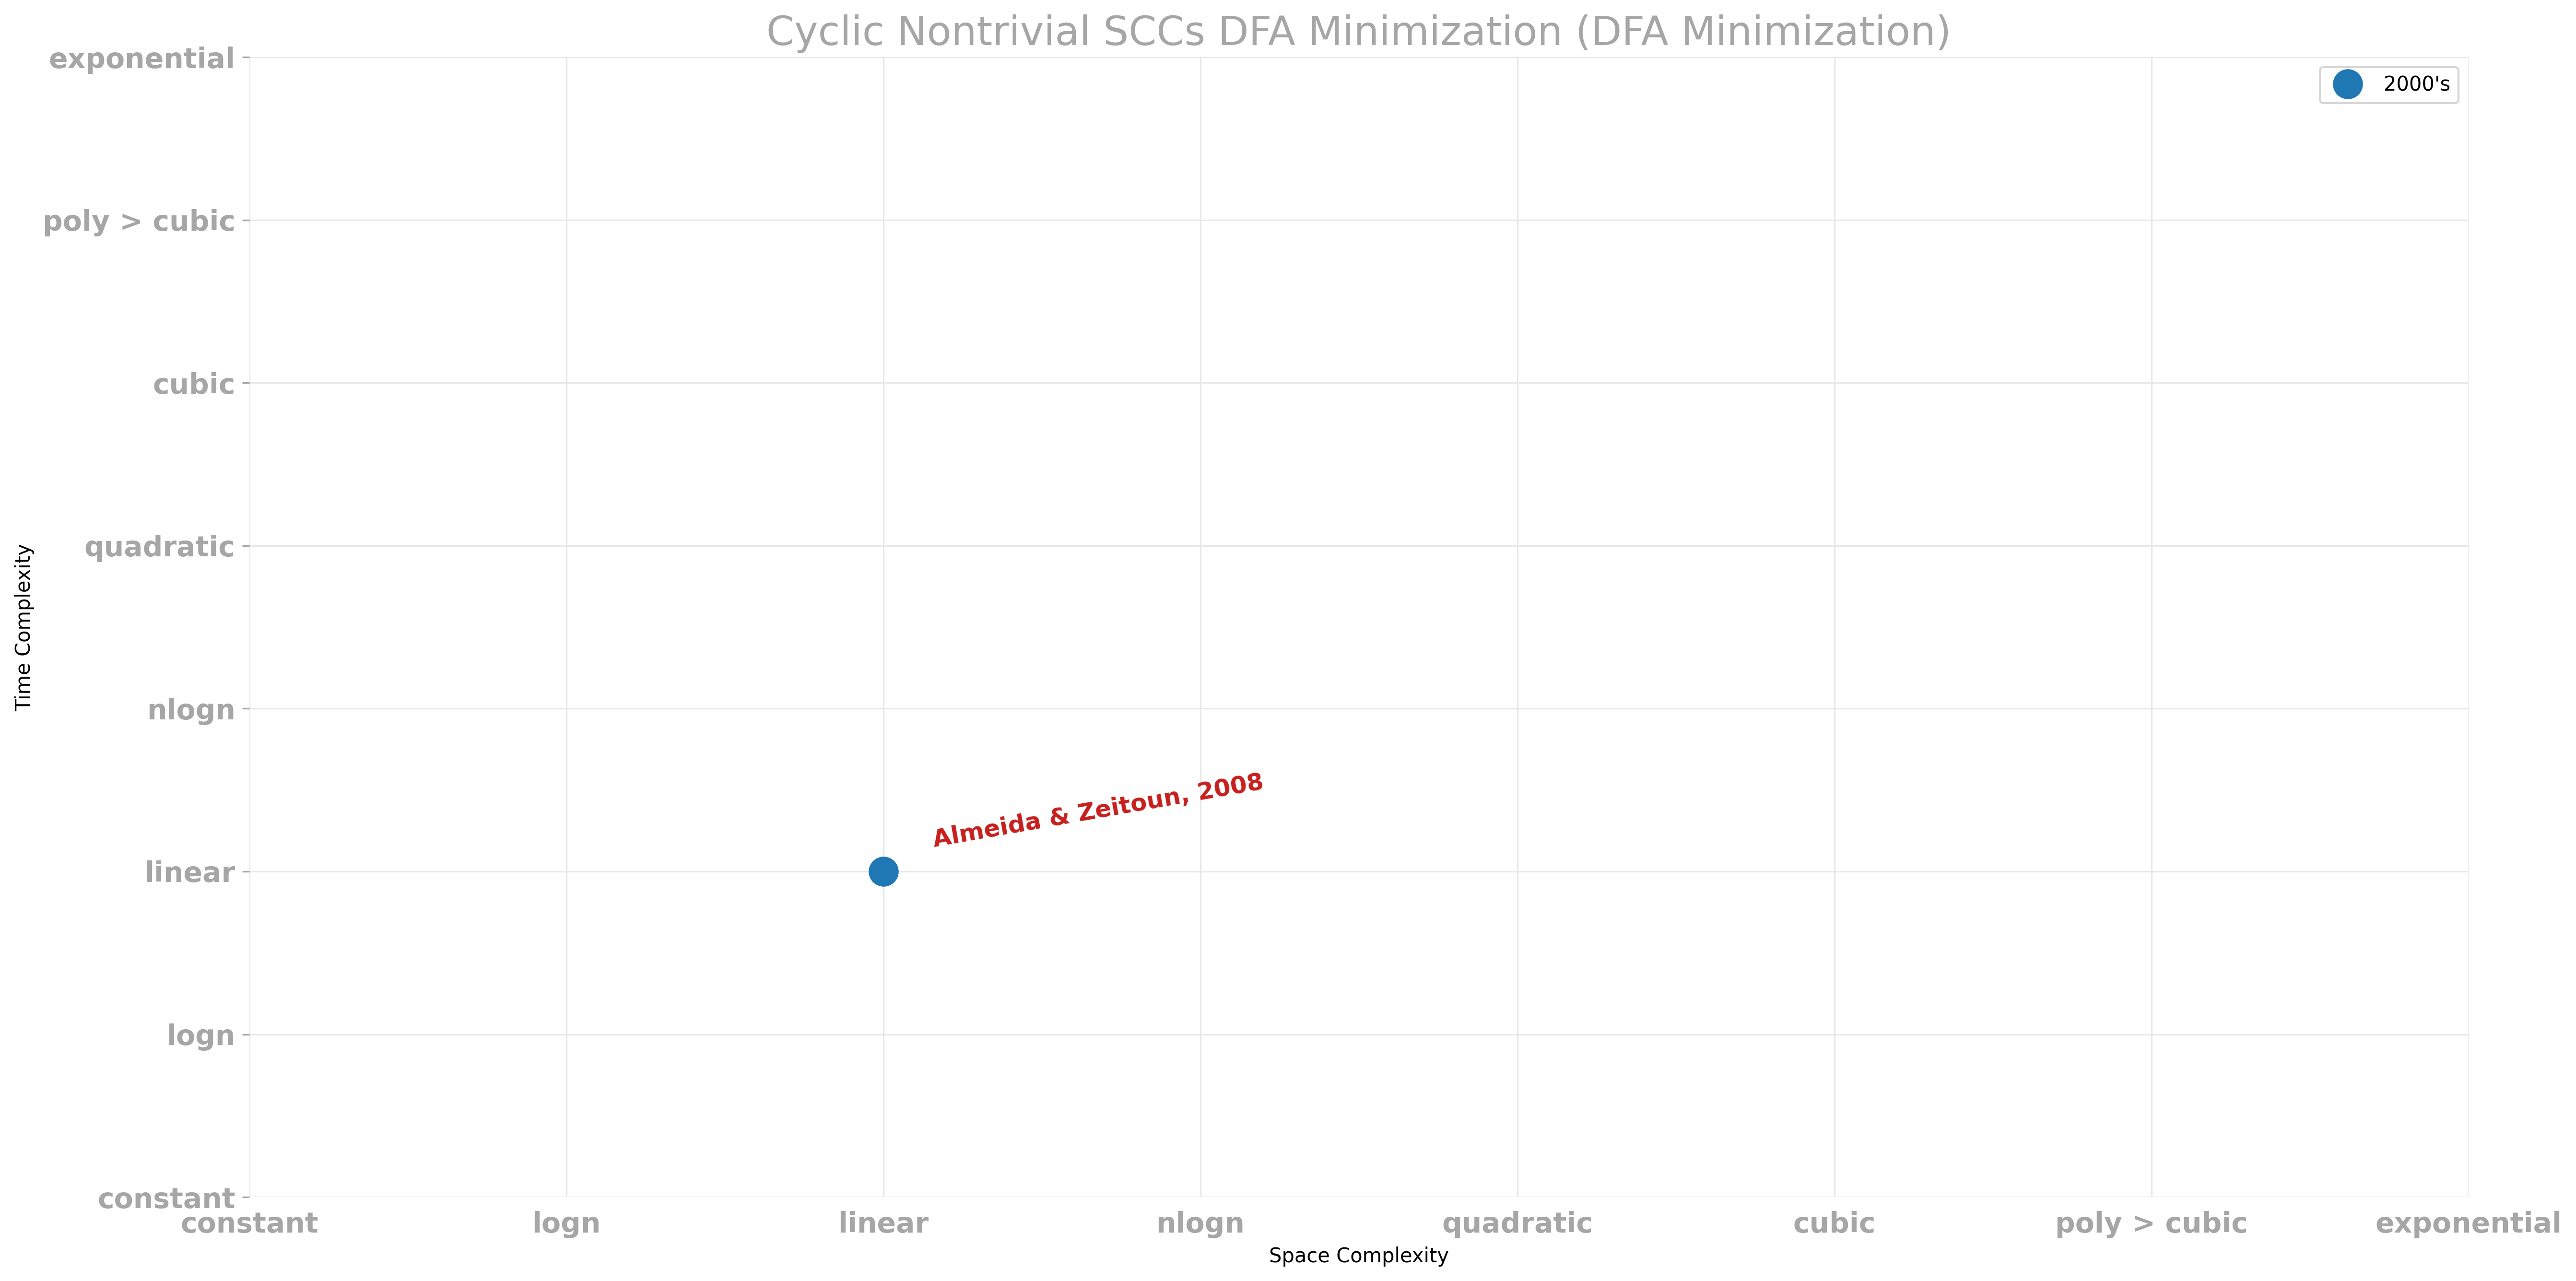 Cyclic Nontrivial SCCs DFA Minimization (DFA Minimization)
2000's
Time Complexity
exponential
poly > cubic
cubic
quadratic
nlogn
linear
logn
constant
Almeida & Zeitoun, 2008
constant
logn
linear
nlogn
quadratic
cubic
poly > cubic
exponential
Space Complexity